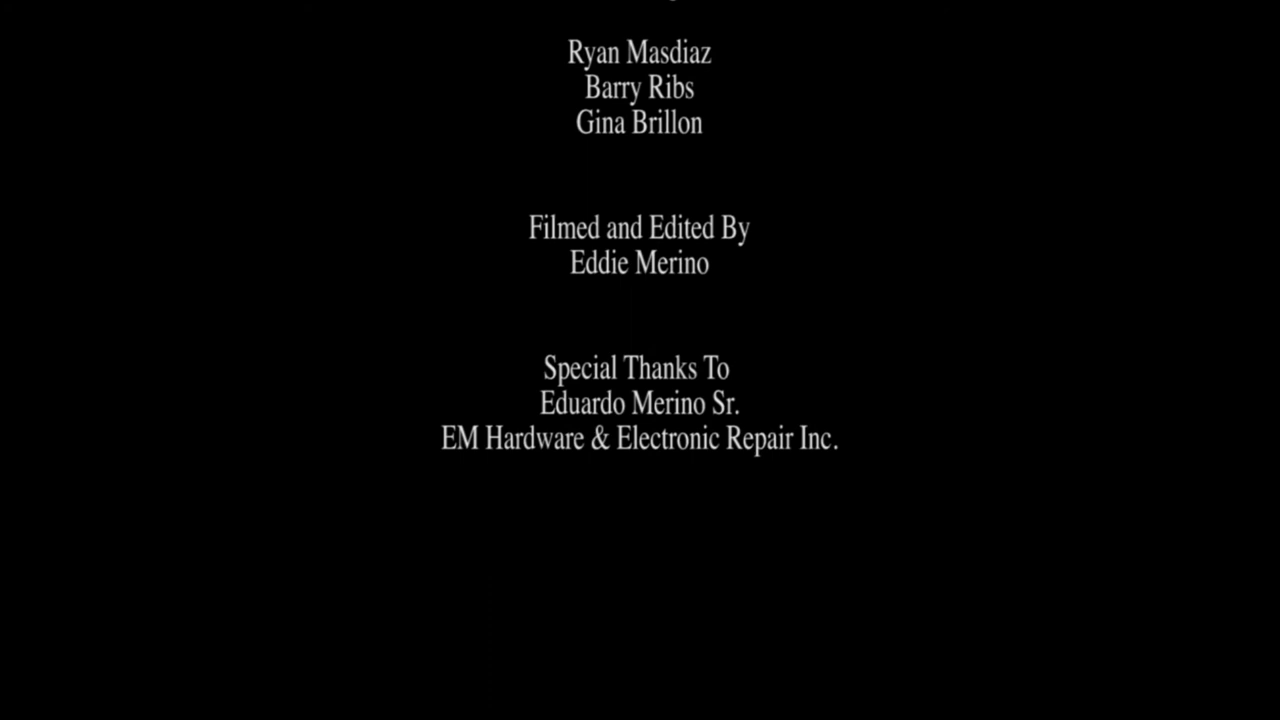 Ryan Masdiaz
Barry Ribs
Gina Brillon
Filmed and Edited By
Eddie Merino
Special Thanks To
Eduardo Merino Sr.
EM Hardware & Electronic Repair Inc.